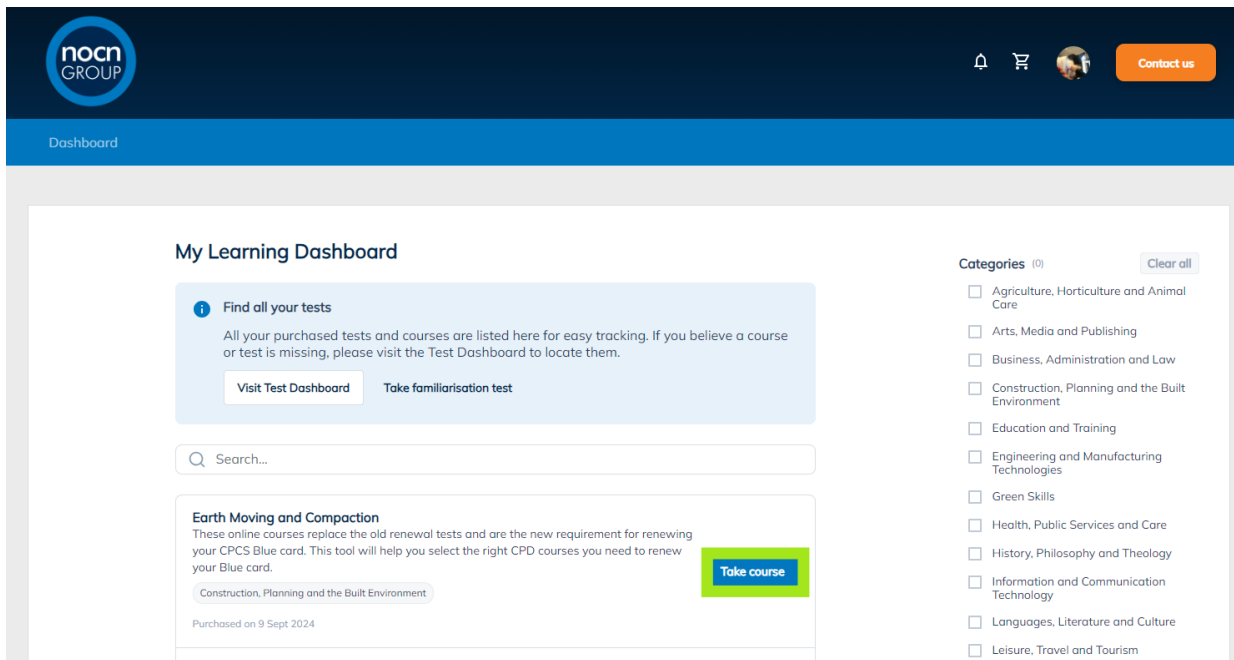 nocn
GROUP
Contact us
Dashboard
My Learning Dashboard
Find all your tests
All your purchased tests and courses are listed here for easy tracking. If you believe a course
or test is missing, please visit the Test Dashboard to locate them.
Visit Test Dashboard
Take familiarisation test
Search...
Earth Moving and Compaction
These online courses replace the old renewal tests and are the new requirement for renewing
your CPCS Blue card. This tool will help you select the right CPD courses you need to renew
your Blue card.
Construction, Planning and the Built Environment
Purchased on 9 Sept 2024
Take course
Categories (0)
Clear all
Agriculture, Horticulture and Animal
Care
Arts, Media and Publishing
Business, Administration and Law
Construction, Planning and the Built
Environment
Education and Training
Engineering and Manufacturing
Technologies
Green Skills
Health, Public Services and Care
History, Philosophy and Theology
Information and Communication
Technology
Languages, Literature and Culture
Leisure, Travel and Tourism